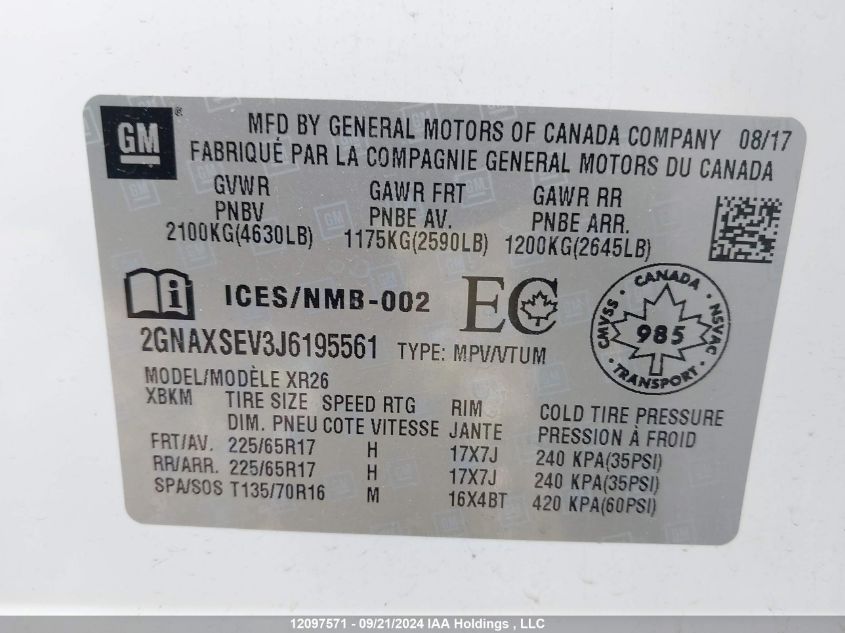 GM ®
MFD BY GENERAL MOTORS OF CANADA COMPANY 08/17
FABRIQUÉ PAR LA COMPAGNIE GENERAL MOTORS DU CANADA
GVWR GAWR FRT GAWR RR
PNBV PNBE AV. PNBE ARR.
2100KG(4630LB) 1175KG(2590LB) 1200KG(2645LB)
i ICES/NMB-002 EC
CANADA
CMVSS 985 NSVAC
TRANSPORT
2GNAXSEV3J6195561 TYPE: MPV/VTUM
MODEL/MODÈLE XR26
XBKM TIRE SIZE SPEED RTG RIM COLD TIRE PRESSURE
DIM. PNEU COTE VITESSE JANTE PRESSION À FROID
FRT/AV. 225/65R17 H 17X7J 240 KPA(35PSI)
RR/ARR. 225/65R17 H 17X7J 240 KPA(35PSI)
SPA/SOS T135/70R16 M 16X4BT 420 KPA(60PSI)
12097571 - 09/21/2024 IAA Holdings , LLC